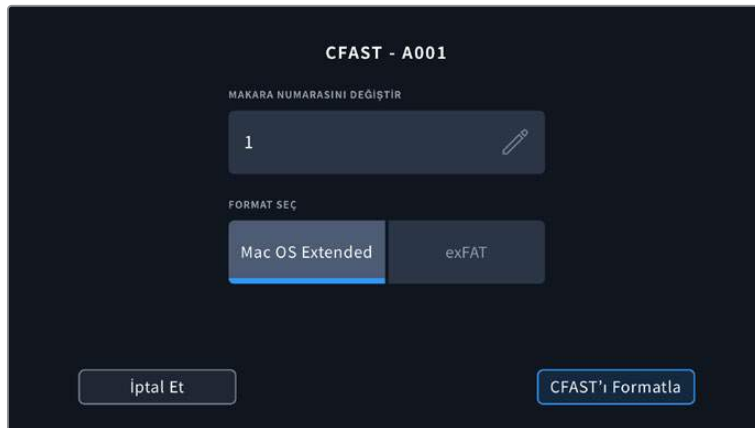 CFAST - A001
MAKARA NUMARASINI DEĞİŞTİR
1
FORMAT SEÇ
Mac OS Extended
exFAT
İptal Et
CFAST'ı Formatla